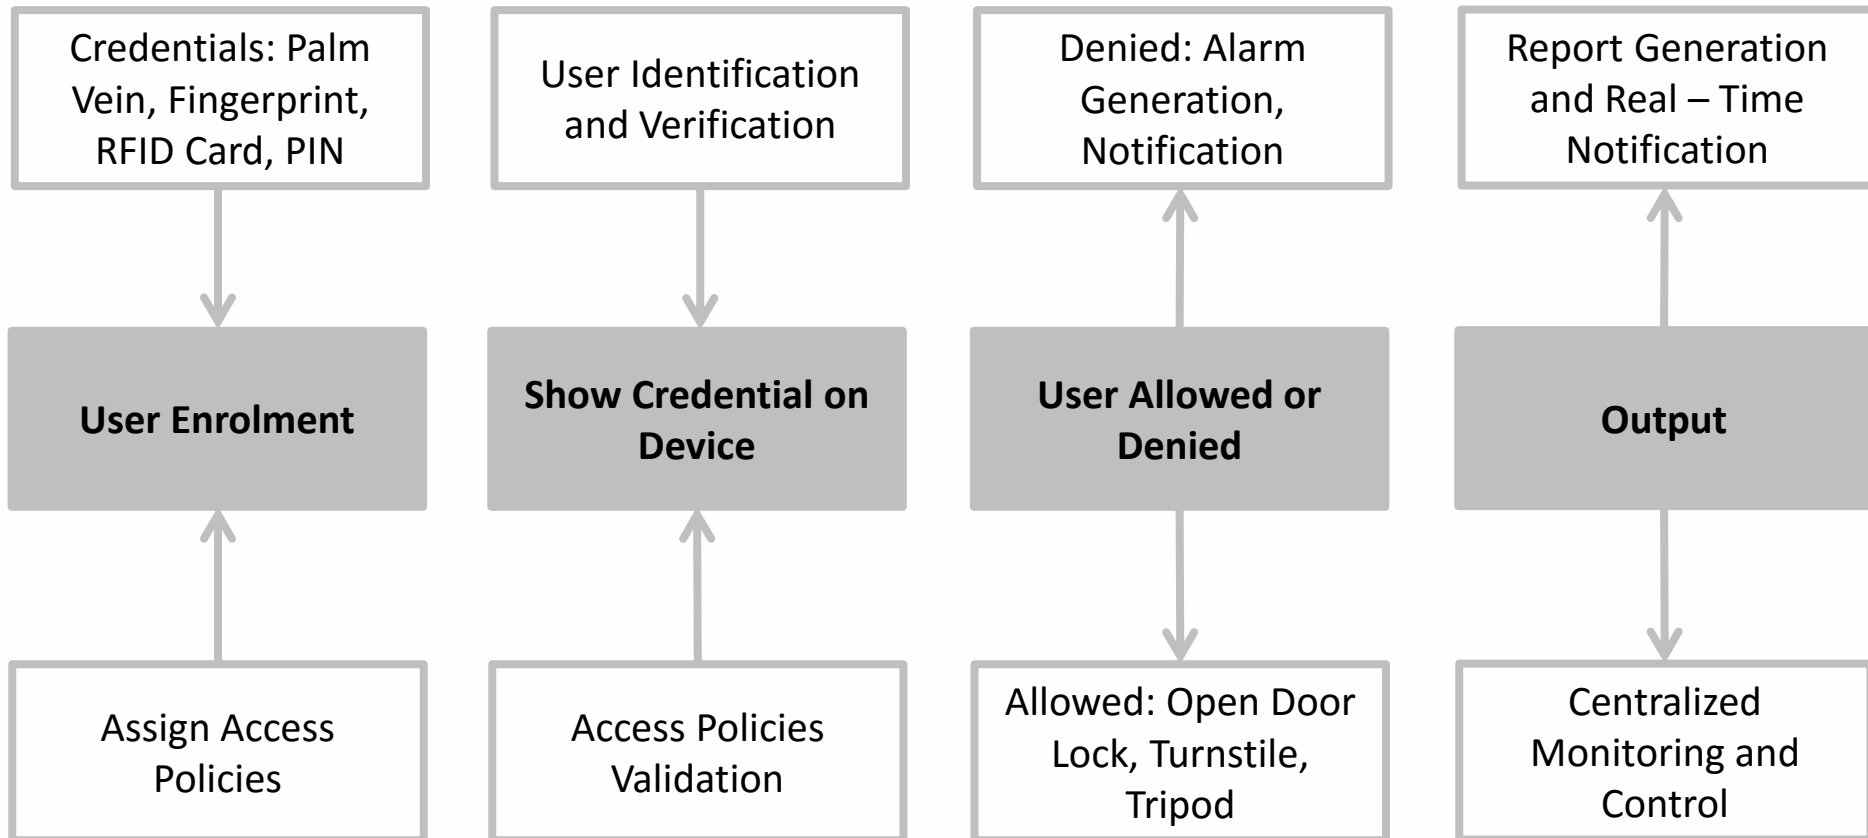 Credentials: Palm
Vein, Fingerprint,
RFID Card, PIN
User Identification
and Verification
Denied: Alarm
Generation,
Notification
Report Generation
and Real – Time
Notification
User Enrolment
Show Credential on
Device
User Allowed or
Denied
Output
Assign Access
Policies
Access Policies
Validation
Allowed: Open Door
Lock, Turnstile,
Tripod
Centralized
Monitoring and
Control